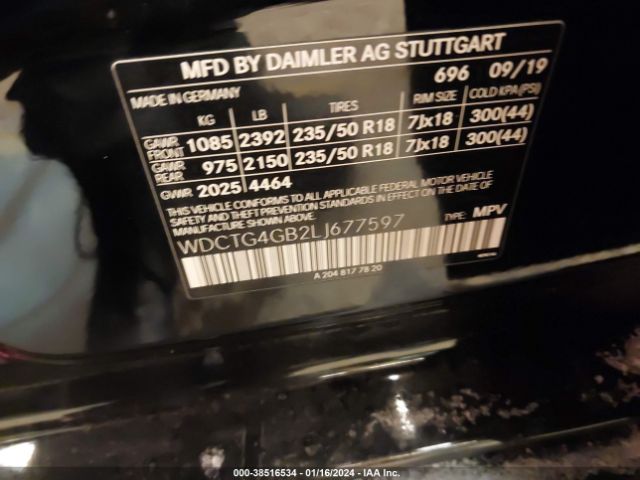 MFD BY DAIMLER AG STUTTGART
696 09/19
MADE IN GERMANY
KG LB TIRES RIM SIZE COLD KPA(PSI)
GAWR FRONT 1085 2392 235/50 R18 7Jx18 300(44)
GAWR REAR 975 2150 235/50 R18 7Jx18 300(44)
GVWR 2025 4464
THIS VEHICLE CONFORMS TO ALL APPLICABLE FEDERAL MOTOR VEHICLE
SAFETY AND THEFT PREVENTION STANDARDS IN EFFECT ON THE DATE OF
MANUFACTURE SHOWN ABOVE.
WDCTG4GB2LJ677597 TYPE: MPV
A 204 817 78 20
000-38516534 | 01/16/2024 | IAA Inc.